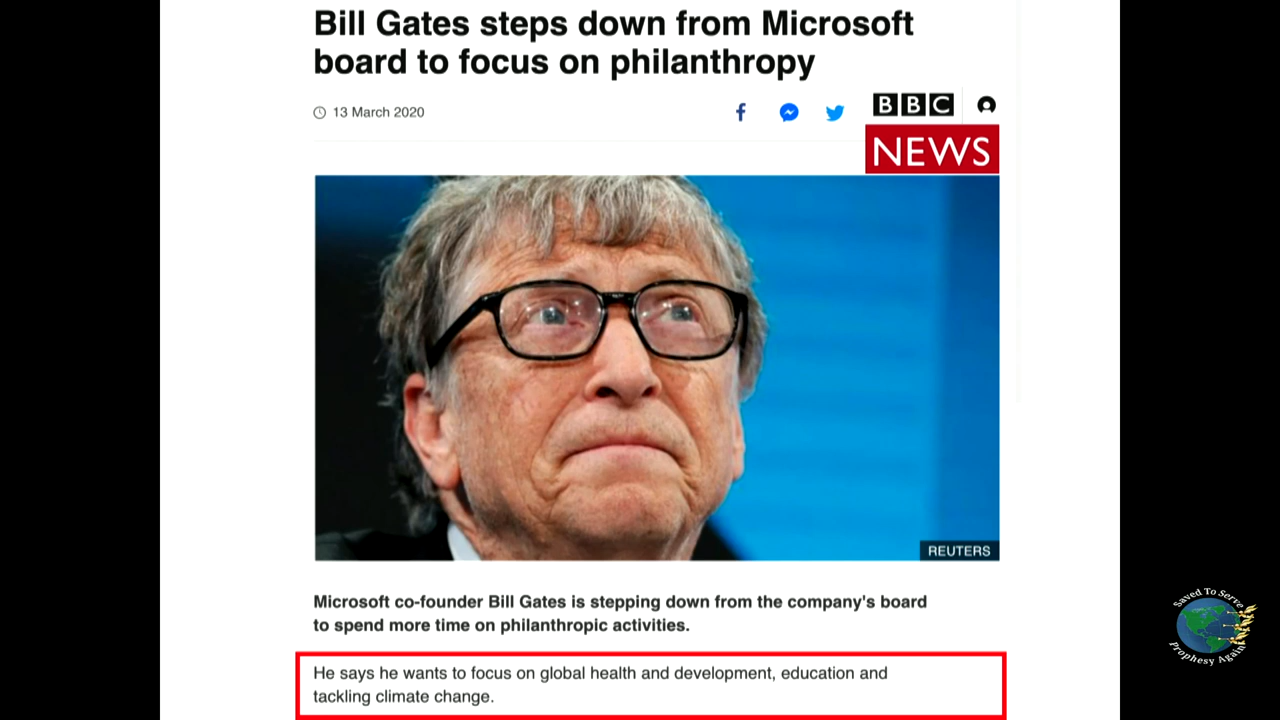 Bill Gates steps down from Microsoft
board to focus on philanthropy
13 March 2020
BBC
NEWS
REUTERS
Microsoft co-founder Bill Gates is stepping down from the company's board
to spend more time on philanthropic activities.
He says he wants to focus on global health and development, education and
tackling climate change.
Saved To Serve
Prophesy Again